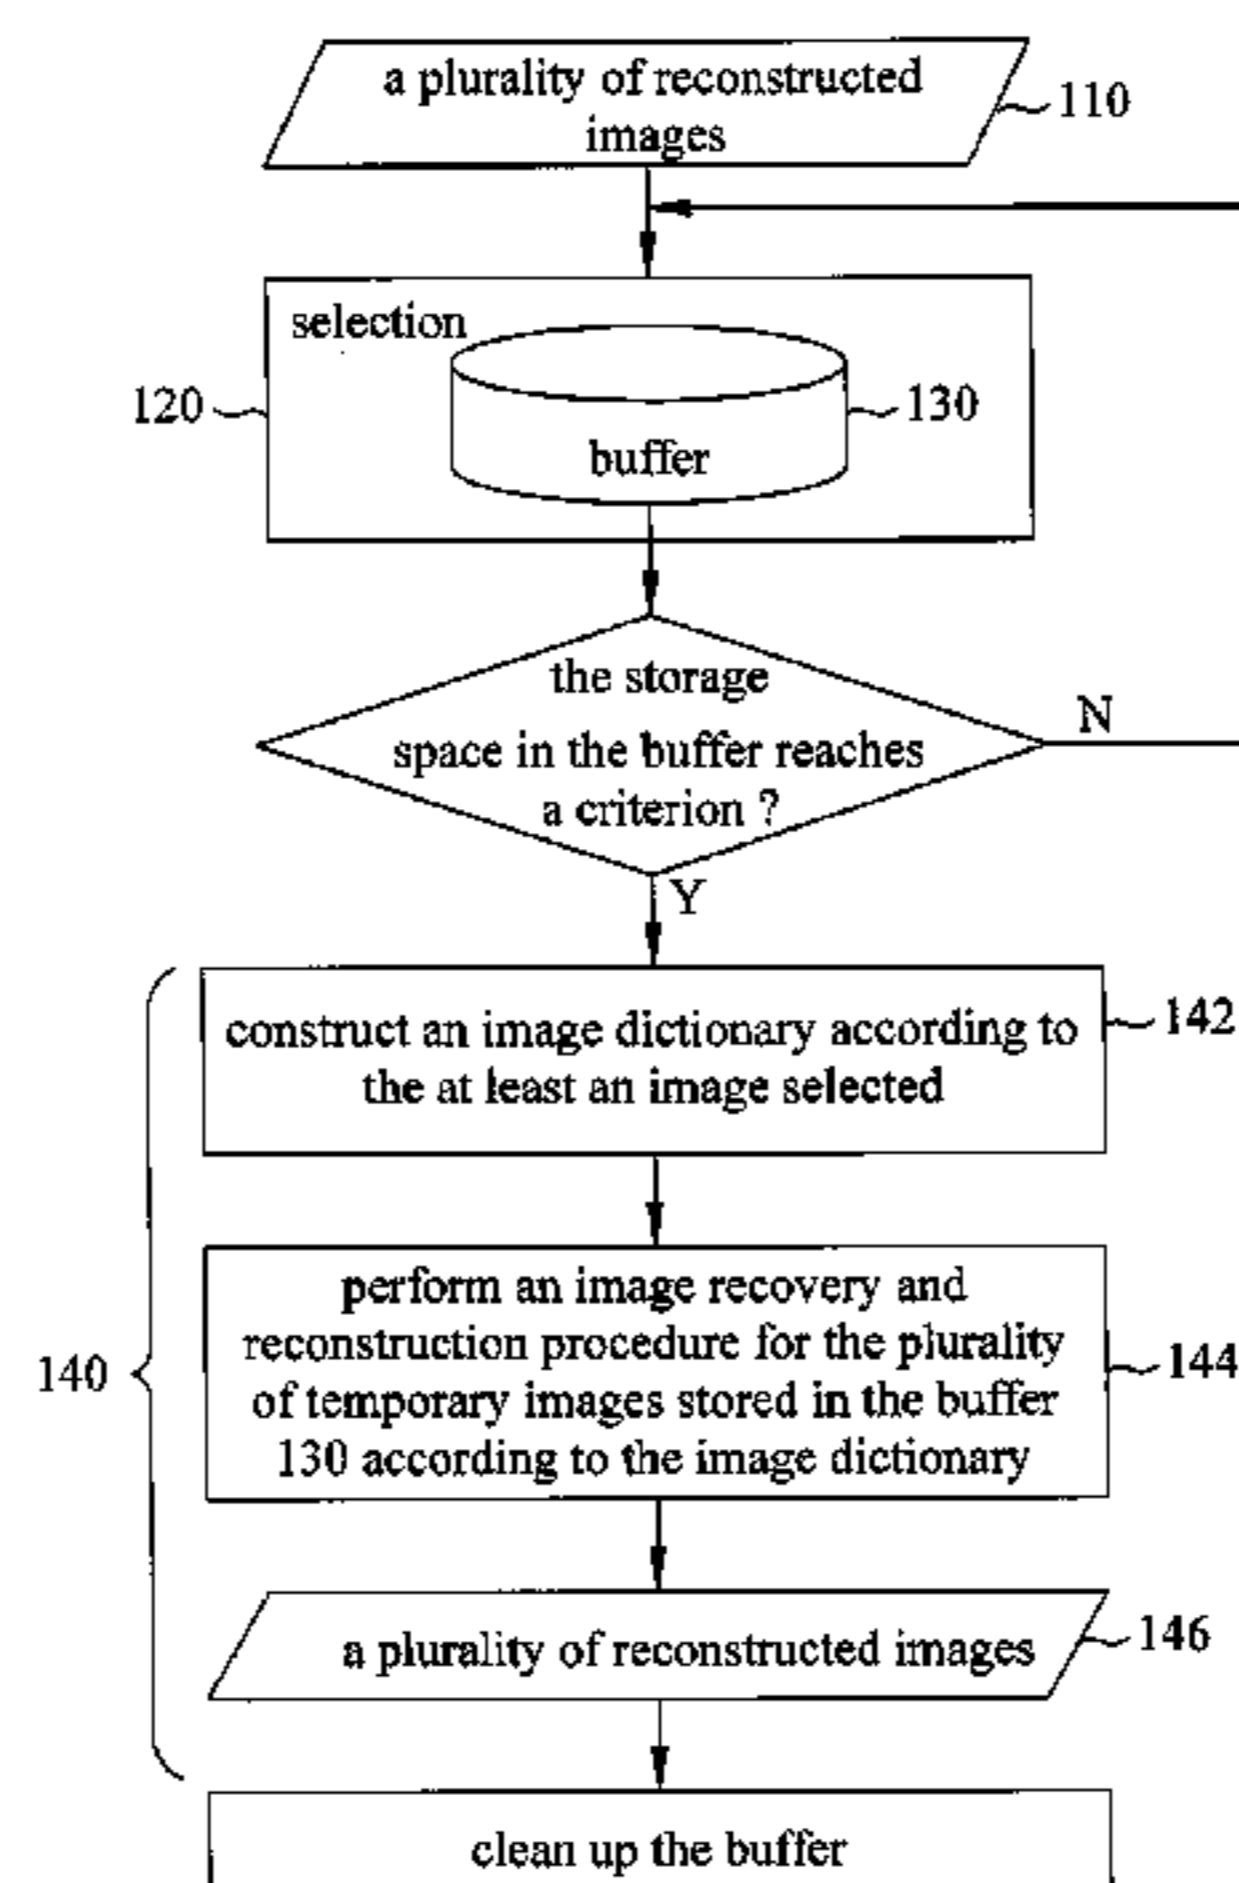 a plurality of reconstructed
images
110
selection
120
130
buffer
the storage
space in the buffer reaches
a criterion ?
N
Y
construct an image dictionary according to
the at least an image selected
142
perform an image recovery and
reconstruction procedure for the plurality
of temporary images stored in the buffer
130 according to the image dictionary
144
140
a plurality of reconstructed images
146
clean up the buffer